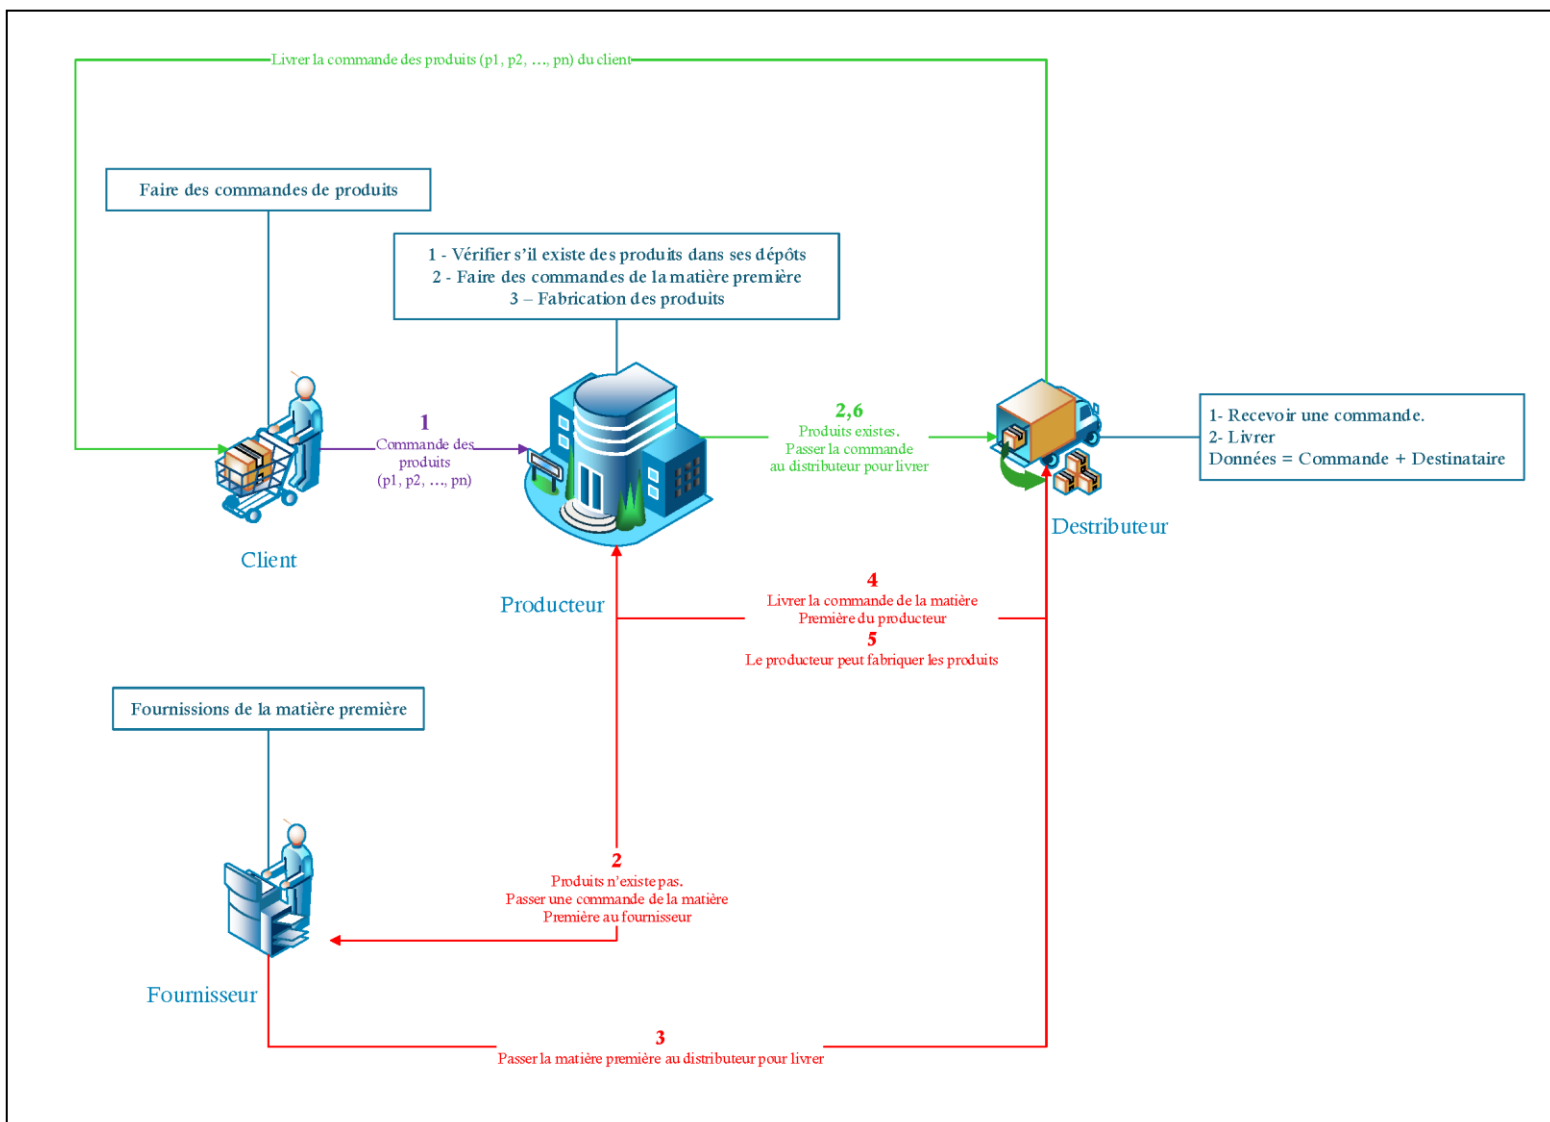 Livrer la commande des produits (p1, p2, …, pn) du client
Faire des commandes de produits
1 - Vérifier s’il existe des produits dans ses dépôts
2 - Faire des commandes de la matière première
3 – Fabrication des produits
1
Commande des
produits
(p1, p2, …, pn)
2,6
Produits existes.
Passer la commande
au distributeur pour livrer
1- Recevoir une commande.
2- Livrer
Données = Commande + Destinataire
Client
Producteur
Destributeur
4
Livrer la commande de la matière
Première du producteur
5
Le producteur peut fabriquer les produits
Fournissions de la matière première
2
Produits n’existe pas.
Passer une commande de la matière
Première au fournisseur
Fournisseur
3
Passer la matière première au distributeur pour livrer